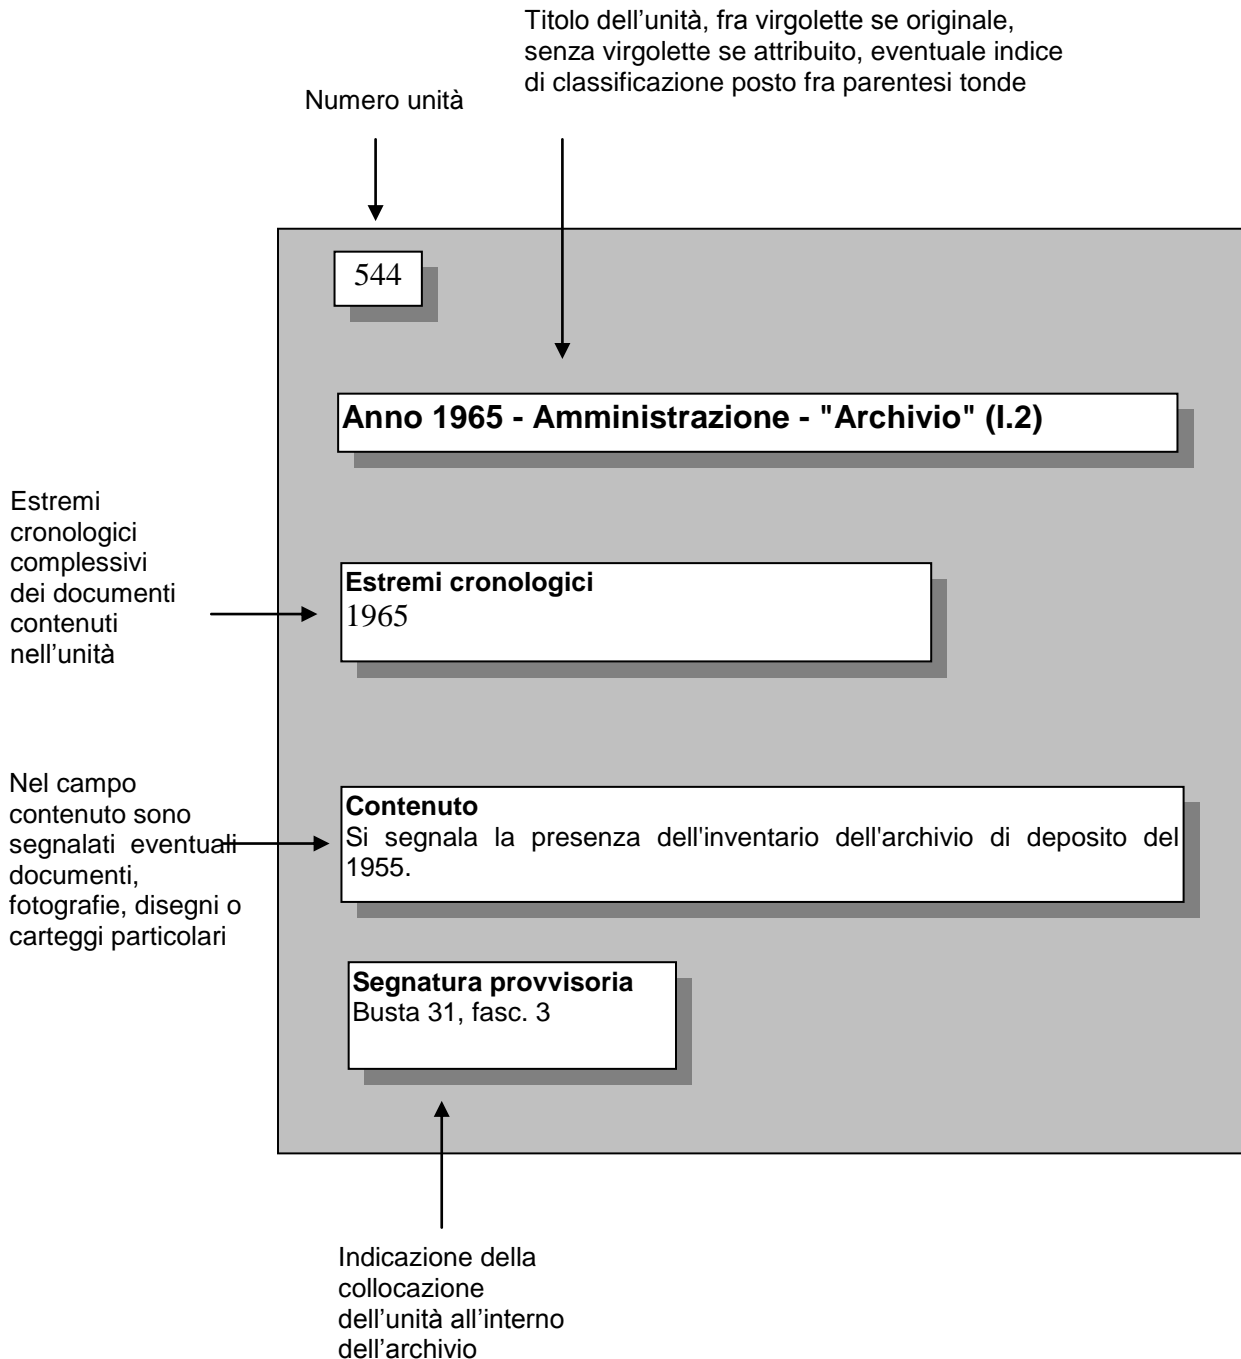 Titolo dell’unità, fra virgolette se originale,
senza virgolette se attribuito, eventuale indice
di classificazione posto fra parentesi tonde
Numero unità
544
Anno 1965 - Amministrazione - "Archivio" (I.2)
Estremi
cronologici
complessivi
dei documenti
contenuti
nell’unità
Estremi cronologici
1965
Nel campo
contenuto sono
segnalati eventuali
documenti,
fotografie, disegni o
carteggi particolari
Contenuto
Si segnala la presenza dell'inventario dell'archivio di deposito del
1955.
Segnatura provvisoria
Busta 31, fasc. 3
Indicazione della
collocazione
dell’unità all’interno
dell’archivio